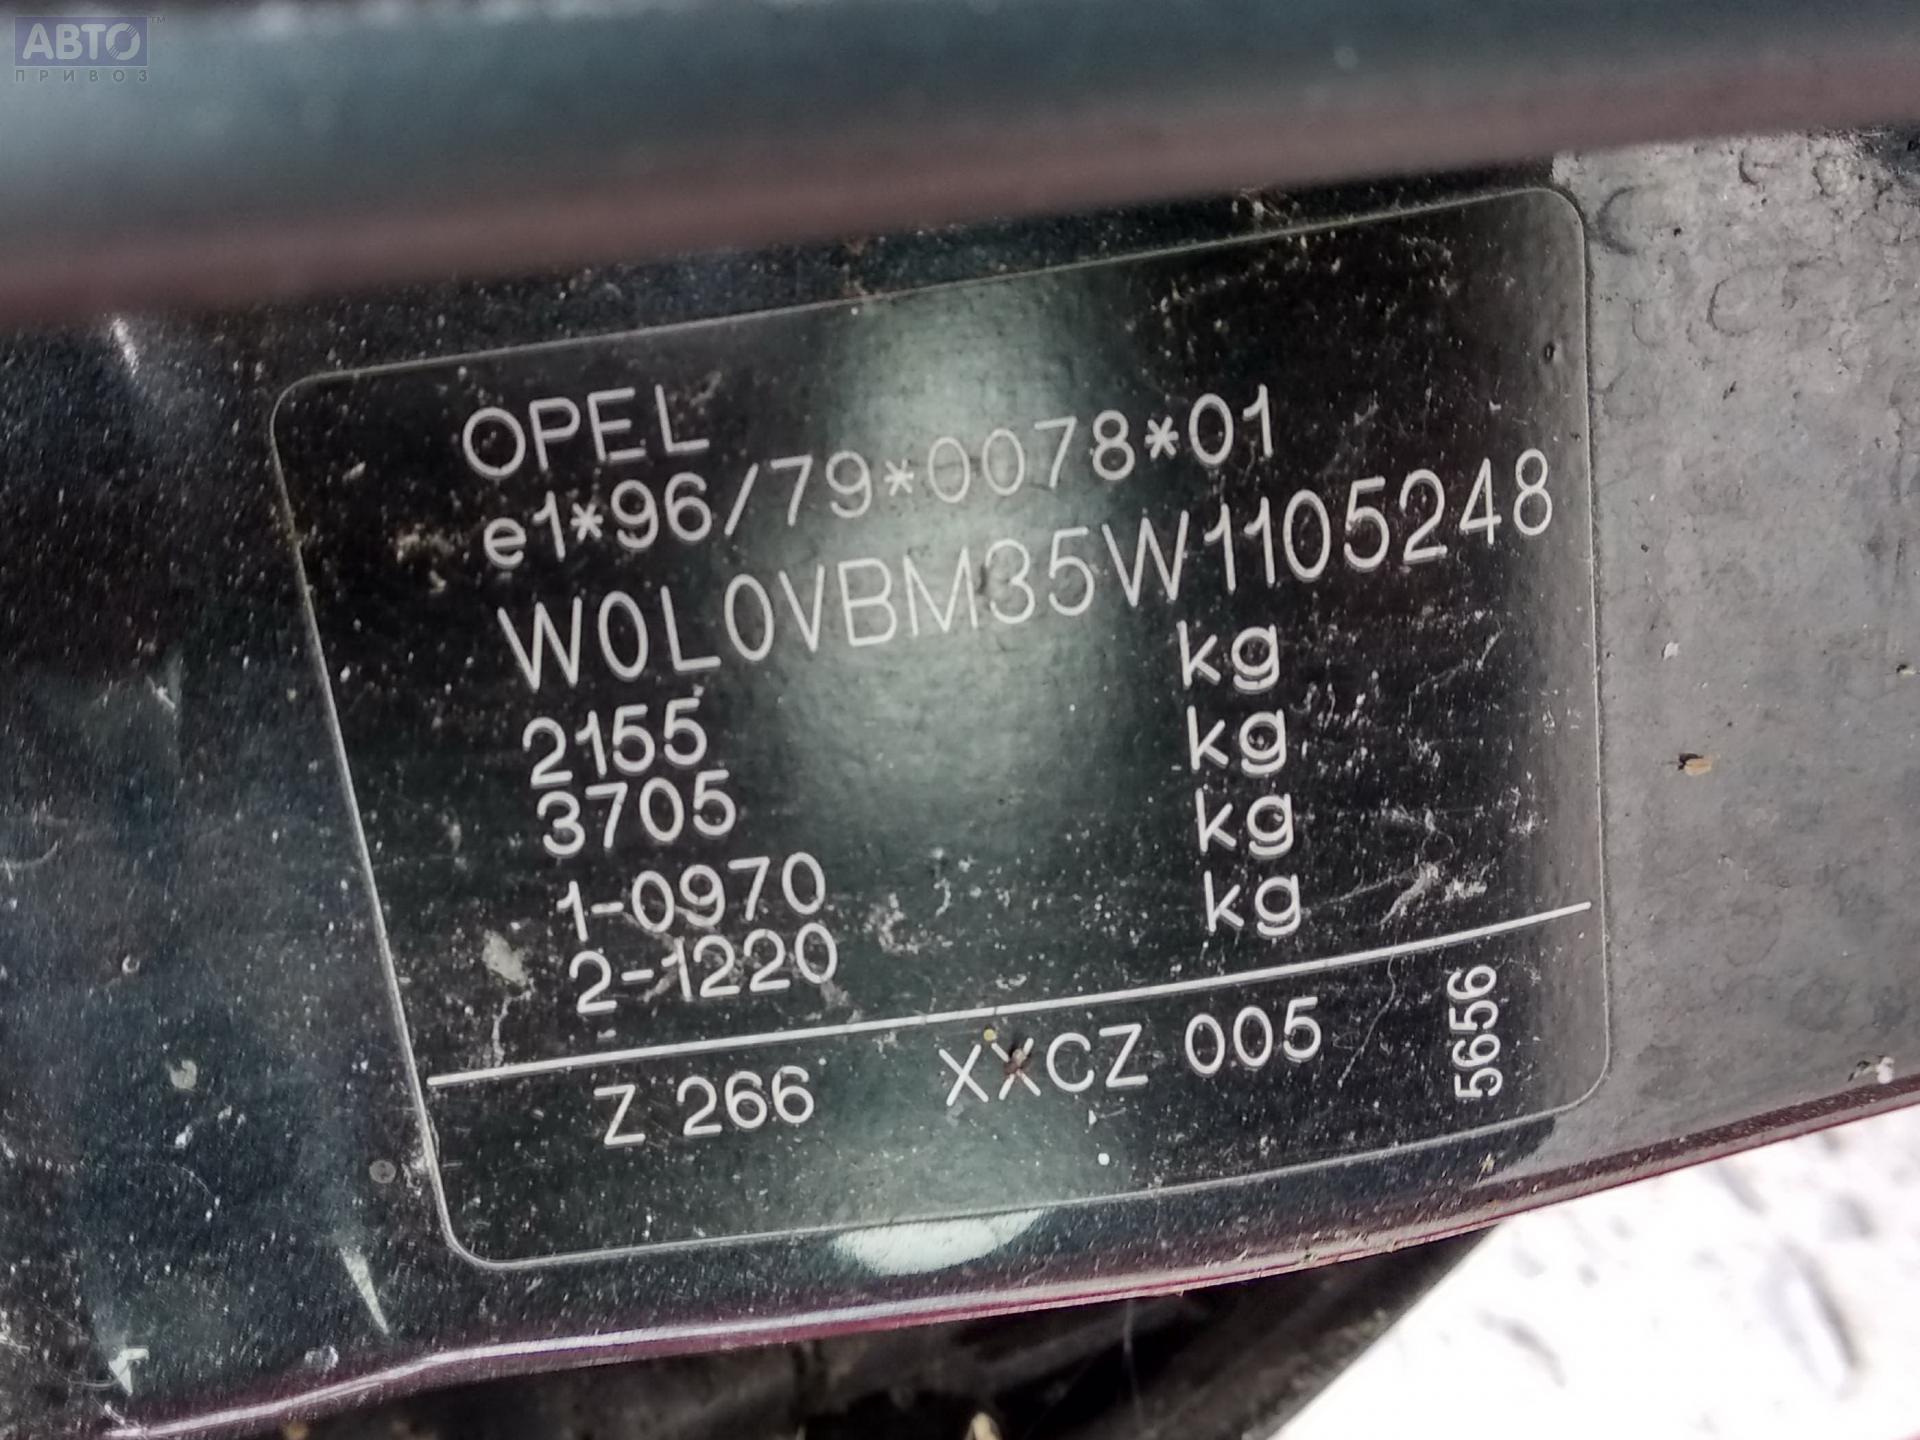 АВТО™
ПРИВОЗ
OPEL
e1*96/79*0078*01
W0L0VBM35W1105248
2155 kg
3705 kg
1-0970 kg
2-1220 kg
Z 266 XXCZ 005 5656